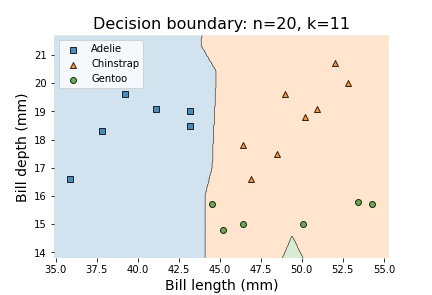 Decision boundary: n=20, k=11
Adelie
Chinstrap
Gentoo
21
20
19
18
17
16
15
14
Bill depth (mm)
35.0 37.5 40.0 42.5 45.0 47.5 50.0 52.5 55.0
Bill length (mm)